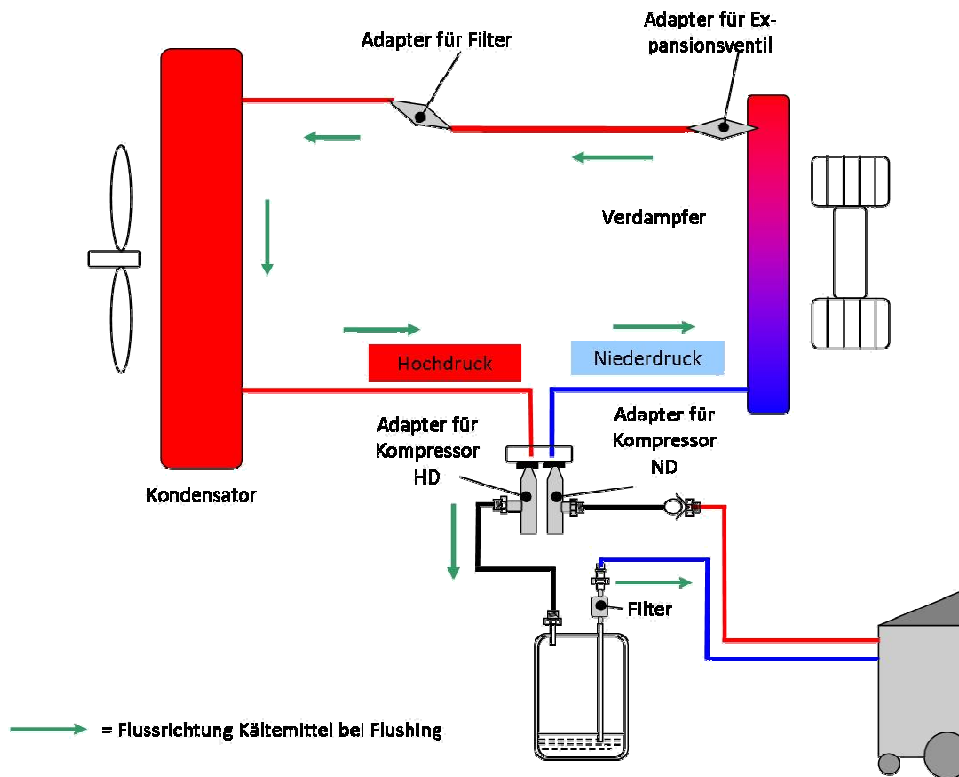 Adapter für Filter
Adapter für Ex-
pansionsventil
Verdampfer
Hochdruck
Niederdruck
Adapter für
Kompressor
HD
Adapter für
Kompressor
ND
Kondensator
Filter
= Flussrichtung Kältemittel bei Flushing